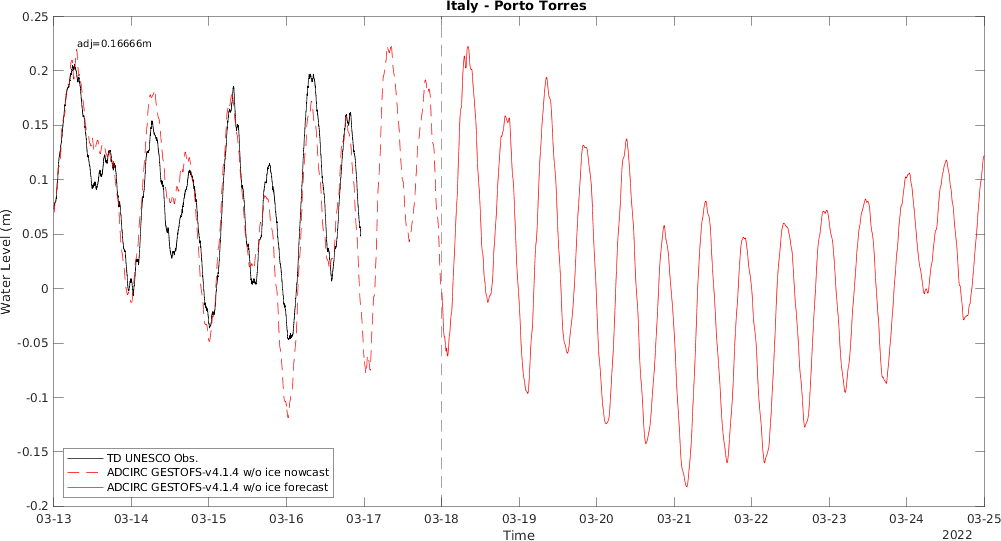 Italy - Porto Torres
adj=0.16666m
0.25
0.2
0.15
0.1
0.05
0
-0.05
-0.1
-0.15
-0.2
Water Level (m)
TD UNESCO Obs.
ADCIRC GESTOFS-v4.1.4 w/o ice nowcast
ADCIRC GESTOFS-v4.1.4 w/o ice forecast
03-13 03-14 03-15 03-16 03-17 03-18 03-19 03-20 03-21 03-22 03-23 03-24 03-25
Time
2022